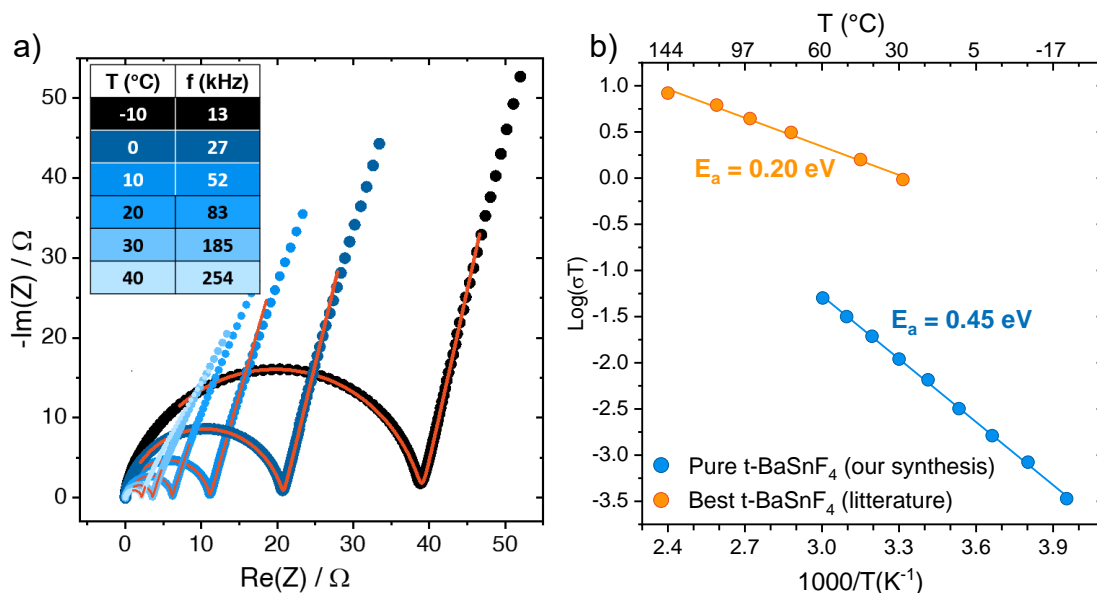 a)
T (°C) f (kHz)
-10 13
0 27
10 52
20 83
30 185
40 254
-Im(Z) / Ω
50
40
30
20
10
0
0 10 20 30 40 50
Re(Z) / Ω
b)
T (°C)
144 97 60 30 5 -17
Log(σT)
1.0
0.5
0.0
-0.5
-1.0
-1.5
-2.0
-2.5
-3.0
-3.5
Eₐ = 0.20 eV
Eₐ = 0.45 eV
Pure t-BaSnF₄ (our synthesis)
Best t-BaSnF₄ (litterature)
2.4 2.7 3.0 3.3 3.6 3.9
1000/T(K⁻¹)